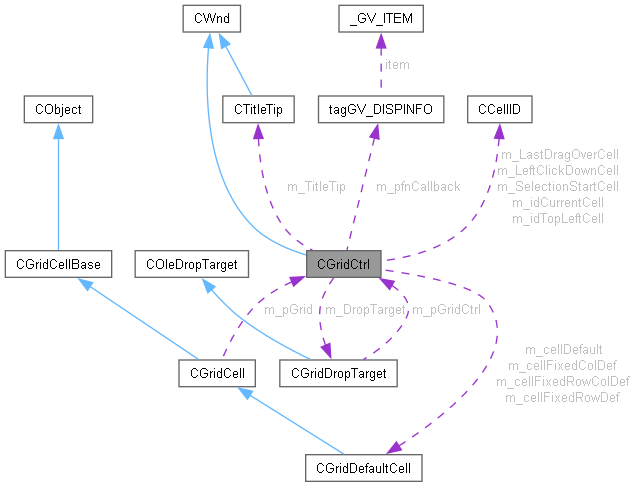 CWnd
_GV_ITEM
item
CObject
CTitleTip
tagGV_DISPINFO
CCellID
m_TitleTip
m_pfnCallback
m_LastDragOverCell
m_LeftClickDownCell
m_SelectionStartCell
m_idCurrentCell
m_idTopLeftCell
CGridCellBase
COleDropTarget
CGridCtrl
m_pGrid
m_DropTarget
m_pGridCtrl
m_cellDefault
m_cellFixedColDef
m_cellFixedRowColDef
m_cellFixedRowDef
CGridCell
CGridDropTarget
CGridDefaultCell